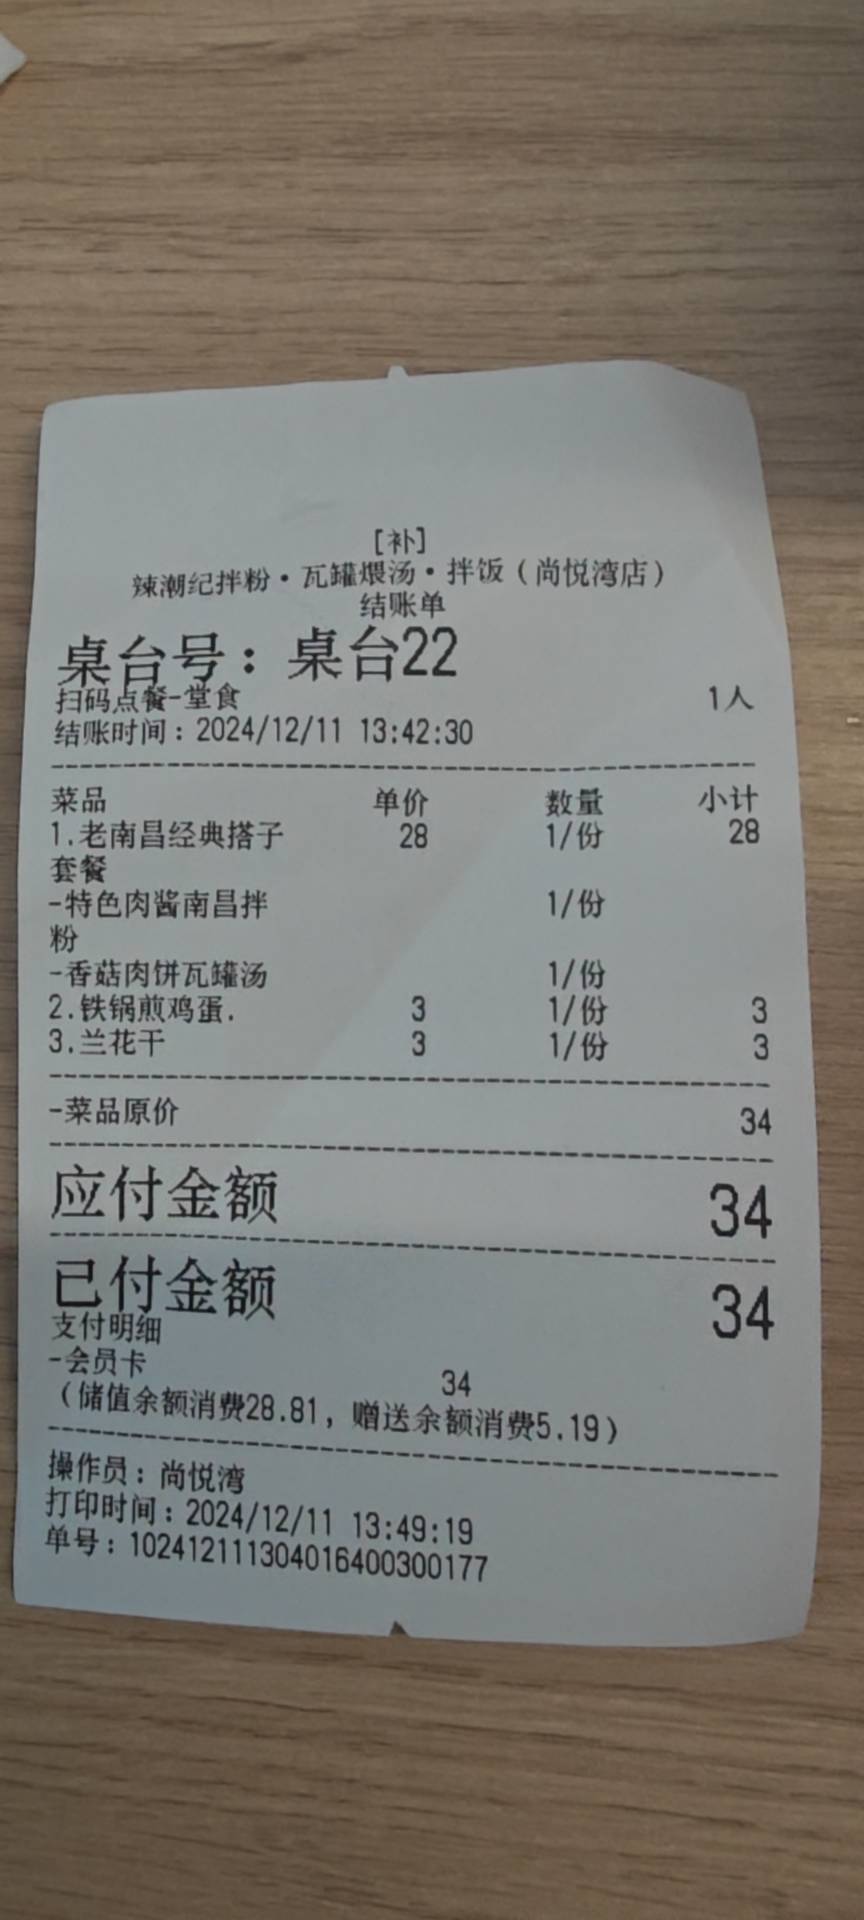 [补]
辣潮纪拌粉·瓦罐煨汤·拌饭(尚悦湾店)
结账单
桌台号：桌台22
扫码点餐-堂食 1人
结账时间：2024/12/11 13:42:30
菜品 单价 数量 小计
1.老南昌经典搭子 28 1/份 28
套餐
-特色肉酱南昌拌 1/份
粉
-香菇肉饼瓦罐汤 1/份
2.铁锅煎鸡蛋. 3 1/份 3
3.兰花干 3 1/份 3
-菜品原价 34
应付金额 34
已付金额 34
支付明细
-会员卡 34
(储值余额消费28.81，赠送余额消费5.19)
操作员：尚悦湾
打印时间：2024/12/11 13:49:19
单号：102412111304016400300177